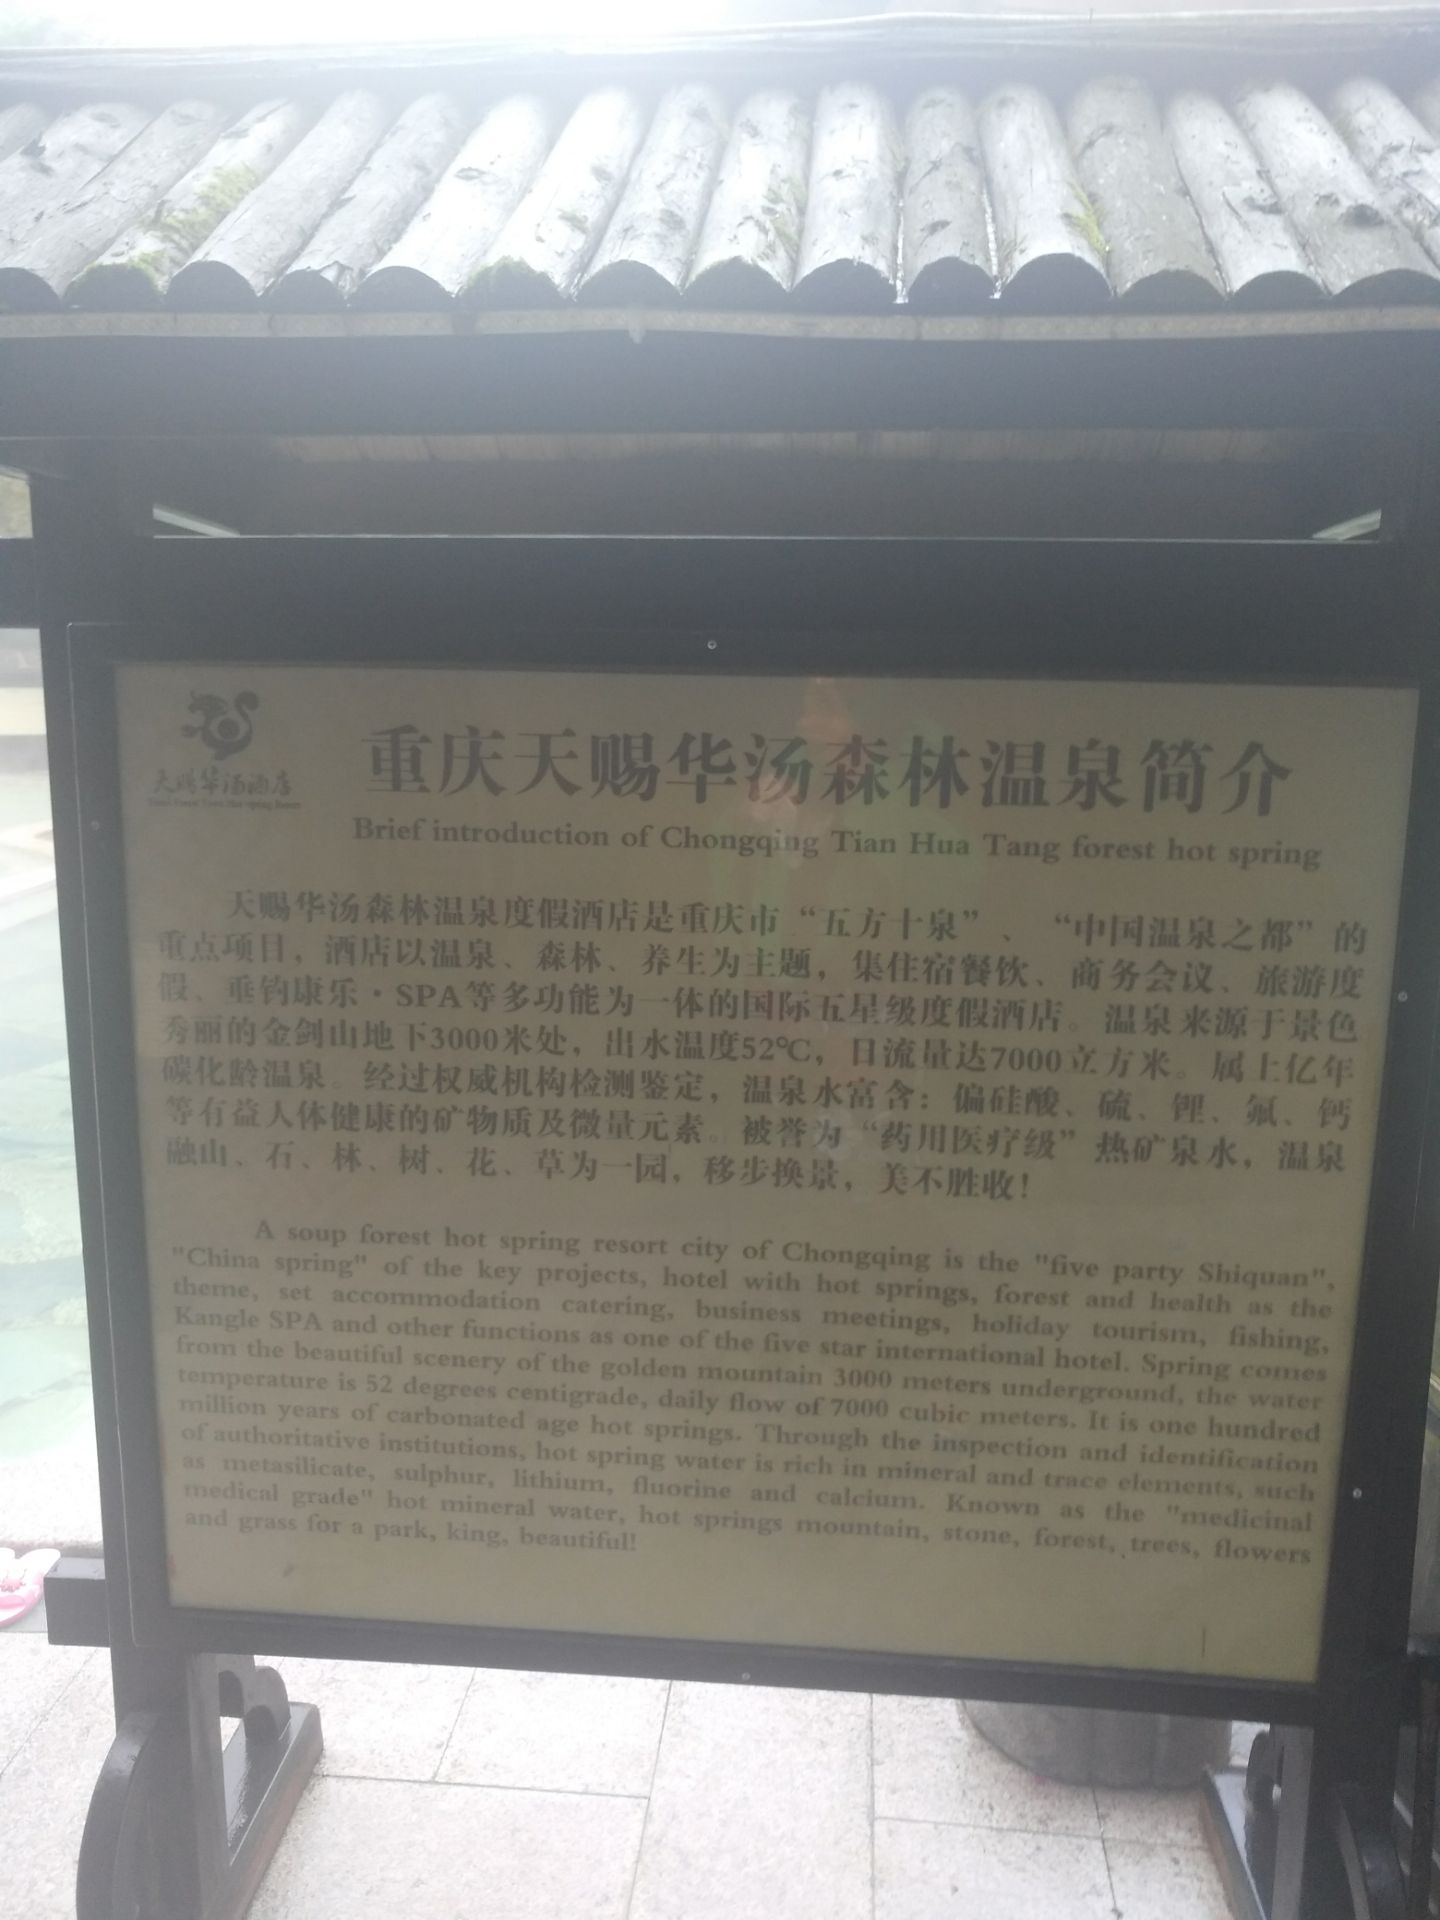 天赐华汤酒店
重庆天赐华汤森林温泉简介
Brief introduction of Chongqing Tian Hua Tang forest hot spring
天赐华汤森林温泉度假酒店是重庆市“五方十泉”、“中国温泉之都”的
重点项目，酒店以温泉、森林、养生为主题，集住宿餐饮、商务会议、旅游度
假、垂钓康乐·SPA等多功能为一体的国际五星级度假酒店。温泉来源于景色
秀丽的金剑山地下3000米处，出水温度52℃，日流量达7000立方米。属上亿年
碳化龄温泉。经过权威机构检测鉴定，温泉水富含：偏硅酸、硫、锂、氟、钙
等有益人体健康的矿物质及微量元素。被誉为“药用医疗级”热矿泉水，温泉
融山、石、林、树、花、草为一园，移步换景，美不胜收！
A soup forest hot spring resort city of Chongqing is the "five party Shiquan",
"China spring" of the key projects, hotel with hot springs, forest and health as the
theme, set accommodation catering, business meetings, holiday tourism, fishing,
Kangle SPA and other functions as one of the five star international hotel. Spring comes
from the beautiful scenery of the golden mountain 3000 meters underground, the water
temperature is 52 degrees centigrade, daily flow of 7000 cubic meters. It is one hundred
million years of carbonated age hot springs. Through the inspection and identification
of authoritative institutions, hot spring water is rich in mineral and trace elements, such
as metasilicate, sulphur, lithium, fluorine and calcium. Known as the "medicinal
medical grade" hot mineral water, hot springs mountain, stone, forest, trees, flowers
and grass for a park, king, beautiful!